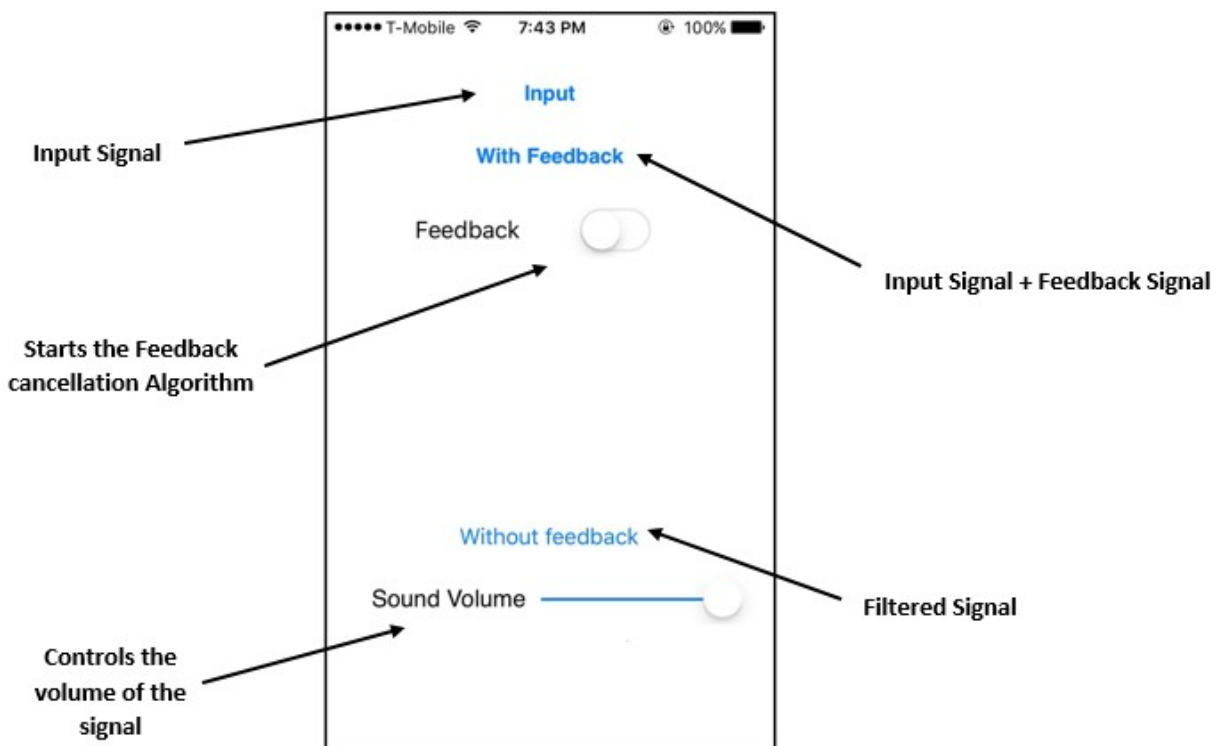 T-Mobile 7:43 PM 100%
Input
Input Signal
With Feedback
Feedback
Input Signal + Feedback Signal
Starts the Feedback
cancellation Algorithm
Without feedback
Sound Volume
Filtered Signal
Controls the
volume of the
signal